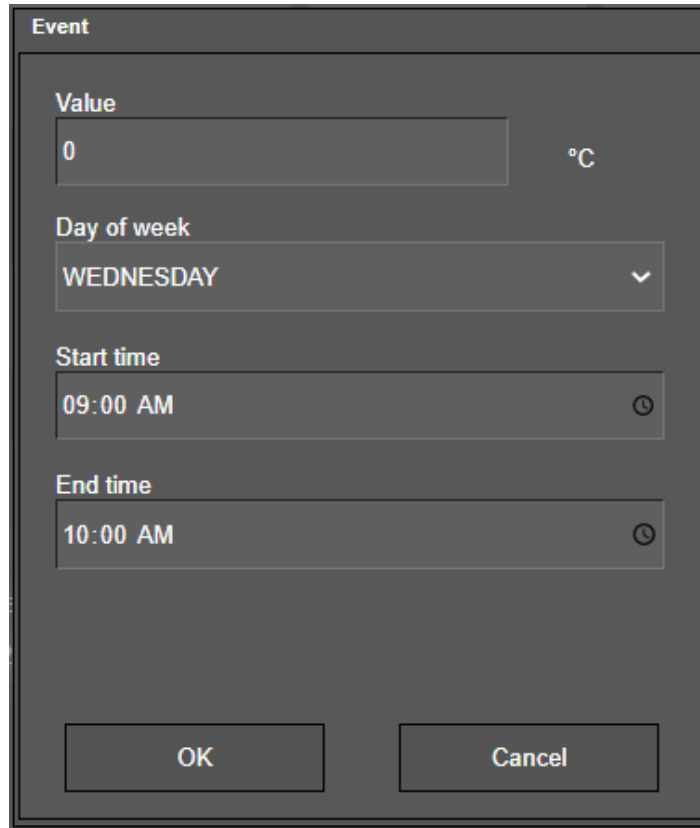 Event
Value
0
°C
Day of week
WEDNESDAY
Start time
09:00 AM
End time
10:00 AM
OK
Cancel